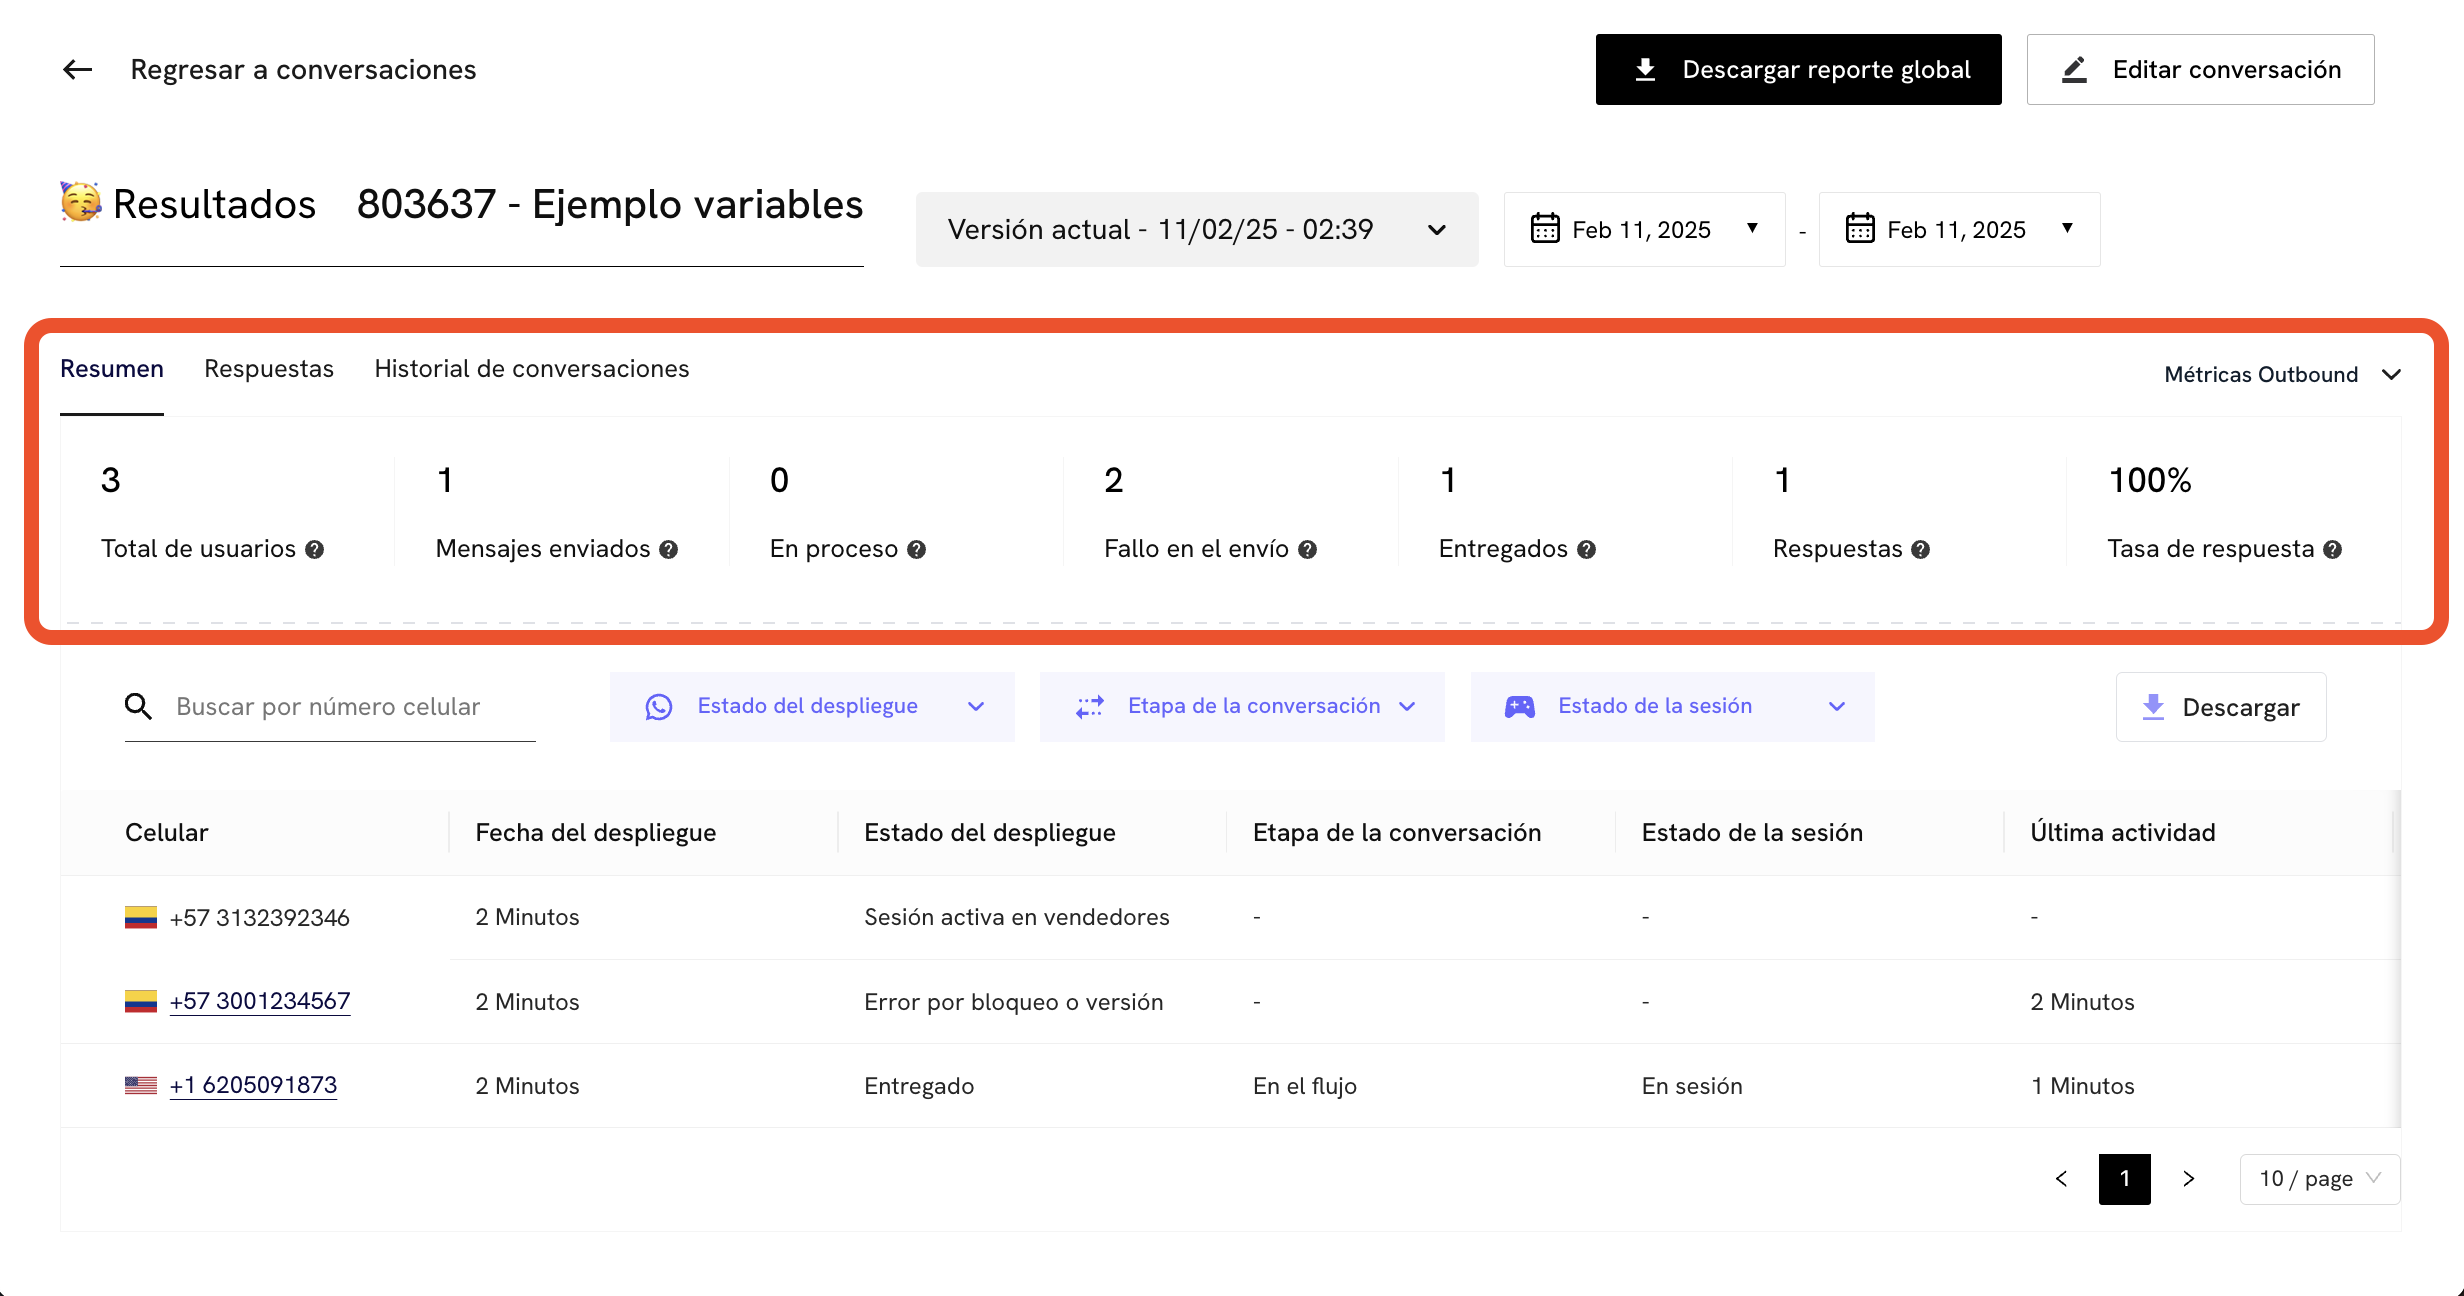 Regresar a conversaciones
Descargar reporte global
Editar conversación
Resultados 803637 - Ejemplo variables
Versión actual - 11/02/25 - 02:39
Feb 11, 2025 - Feb 11, 2025
Resumen Respuestas Historial de conversaciones
Métricas Outbound
3 1 0 2 1 1 100%
Total de usuarios Mensajes enviados En proceso Fallo en el envío Entregados Respuestas Tasa de respuesta
Buscar por número celular Estado del despliegue Etapa de la conversación Estado de la sesión Descargar
Celular Fecha del despliegue Estado del despliegue Etapa de la conversación Estado de la sesión Última actividad
+57 3132392346 2 Minutos Sesión activa en vendedores - - -
+57 3001234567 2 Minutos Error por bloqueo o versión - - 2 Minutos
+1 6205091873 2 Minutos Entregado En el flujo En sesión 1 Minutos
< 1 > 10 / page